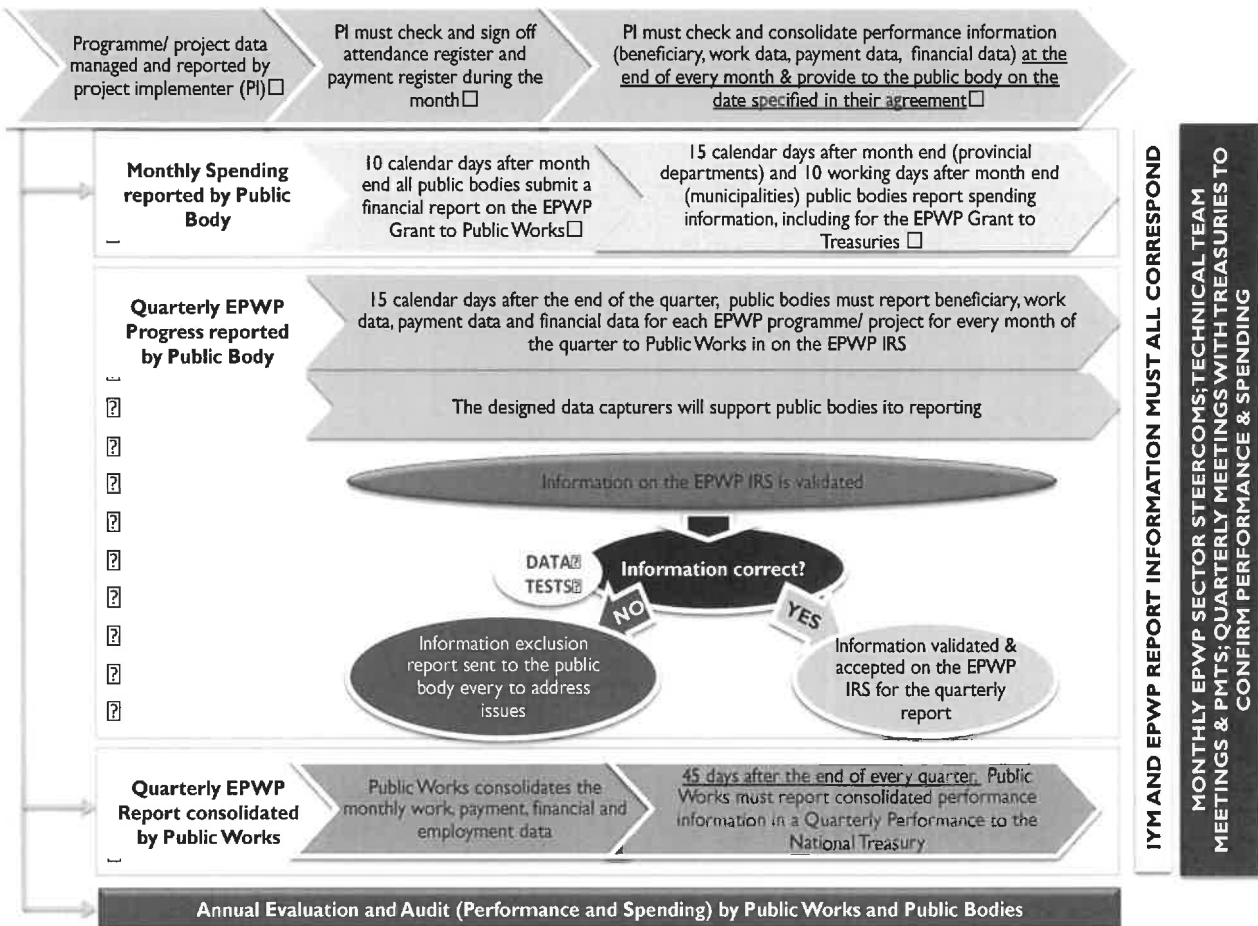 Programme/ project data
managed and reported by
project implementer (PI)☐
PI must check and sign off
attendance register and
payment register during the
month☐
PI must check and consolidate performance information
(beneficiary, work data, payment data, financial data) at the
end of every month & provide to the public body on the
date specified in their agreement☐
Monthly Spending
reported by Public
Body
10 calendar days after month
end all public bodies submit a
financial report on the EPWP
Grant to Public Works☐
15 calendar days after month end (provincial
departments) and 10 working days after month end
(municipalities) public bodies report spending
information, including for the EPWP Grant to
Treasuries ☐
Quarterly EPWP
Progress reported
by Public Body
15 calendar days after the end of the quarter, public bodies must report beneficiary, work
data, payment data and financial data for each EPWP programme/ project for every month of
the quarter to Public Works in on the EPWP IRS
The designed data capturers will support public bodies ito reporting
Information on the EPWP IRS is validated
DATA⍰
TESTS⍰
Information correct?
NO
YES
Information exclusion
report sent to the public
body every to address
issues
Information validated &
accepted on the EPWP
IRS for the quarterly
report
⍰
⍰
⍰
⍰
⍰
⍰
⍰
⍰
⍰
Quarterly EPWP
Report consolidated
by Public Works
Public Works consolidates the
monthly work, payment, financial and
employment data
45 days after the end of every quarter, Public
Works must report consolidated performance
information in a Quarterly Performance to the
National Treasury
Annual Evaluation and Audit (Performance and Spending) by Public Works and Public Bodies
IYM AND EPWP REPORT INFORMATION MUST ALL CORRESPOND
MONTHLY EPWP SECTOR STEERCOMS; TECHNICAL TEAM
MEETINGS & PMTS; QUARTERLY MEETINGS WITH TREASURIES TO
CONFIRM PERFORMANCE & SPENDING